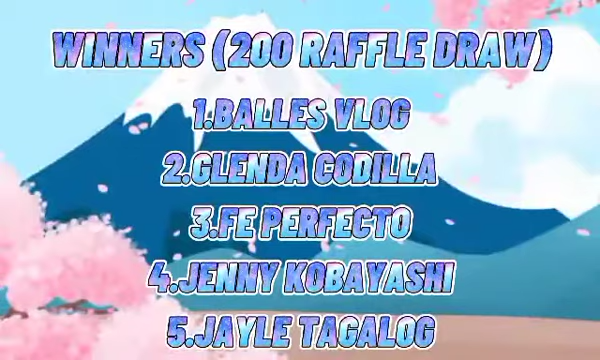 WINNERS (200 RAFFLE DRAW)
1.BALLES VLOG
2.GLENDA CODILLA
3.FE PERFECTO
4.JENNY KOBAYASHI
5.JAYLE TAGALOG